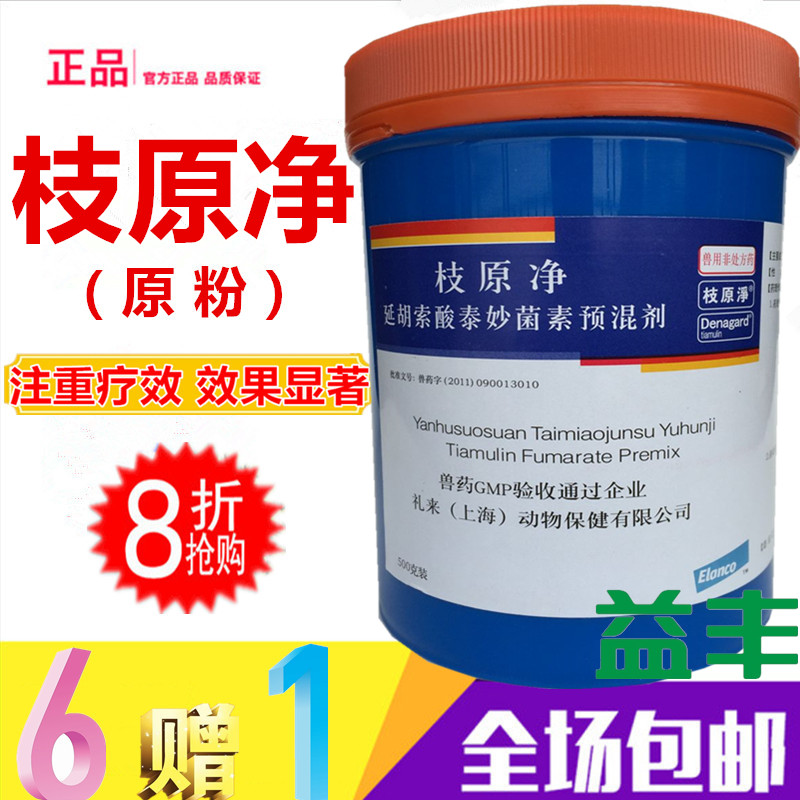 正品 官方正品 品质保证
枝原净
（原粉）
注重疗效 效果显著
8折
抢购
6赠1
全场包邮
枝原净
延胡索酸泰妙菌素预混剂
兽用非处方药
枝原淨
Denagard®
tiamulin
批准文号：兽药字 (2011) 090013010
Yanhusuosuan Taimiaojunsu Yuhunji
Tiamulin Fumarate Premix
兽药GMP验收通过企业
礼来（上海）动物保健有限公司
500克装
Elanco™
益丰